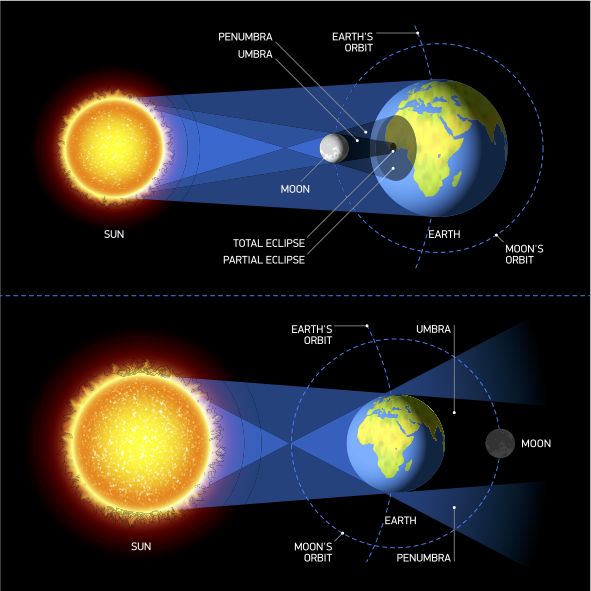 PENUMBRA
UMBRA
EARTH'S
ORBIT
MOON
SUN
TOTAL ECLIPSE
PARTIAL ECLIPSE
EARTH
MOON'S
ORBIT
EARTH'S
ORBIT
UMBRA
MOON
EARTH
SUN
MOON'S
ORBIT
PENUMBRA